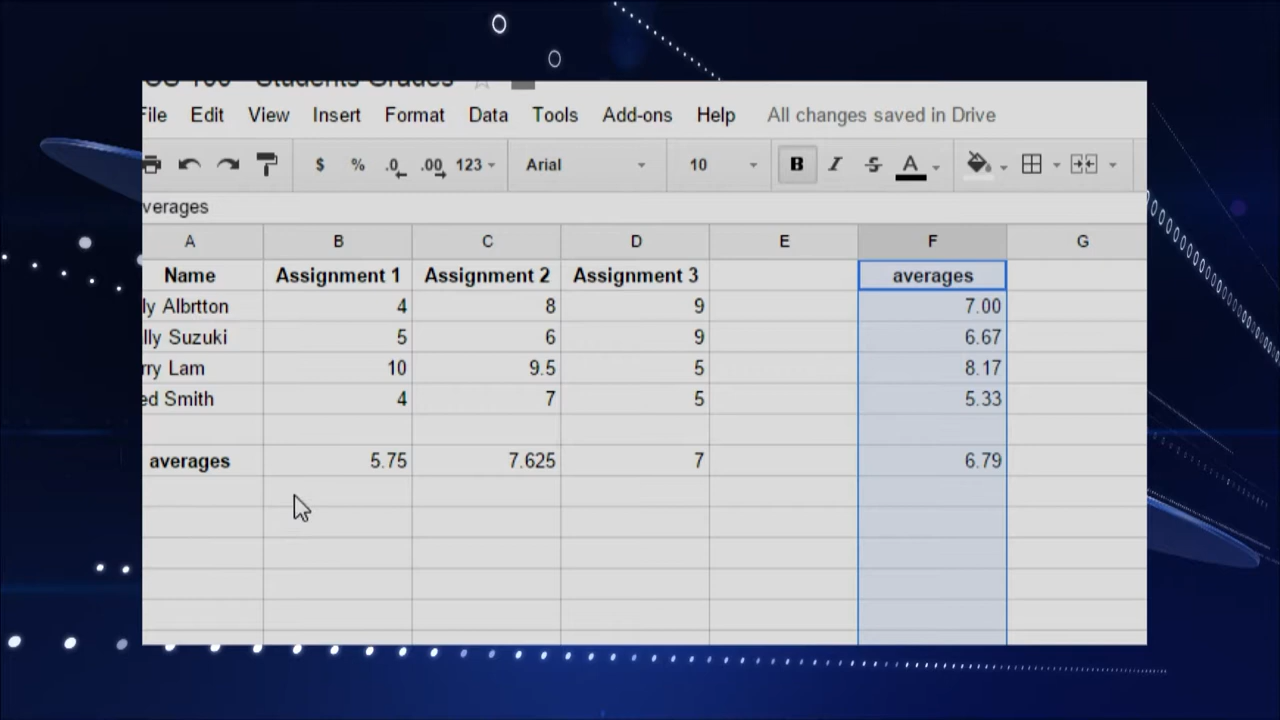 Students Grades
File Edit View Insert Format Data Tools Add-ons Help All changes saved in Drive
$ % .0 .00 123 Arial 10 B I S A
verages
A B C D E F G
Name Assignment 1 Assignment 2 Assignment 3 averages
ly Albrtton 4 8 9 7.00
lly Suzuki 5 6 9 6.67
rry Lam 10 9.5 5 8.17
ed Smith 4 7 5 5.33
averages 5.75 7.625 7 6.79